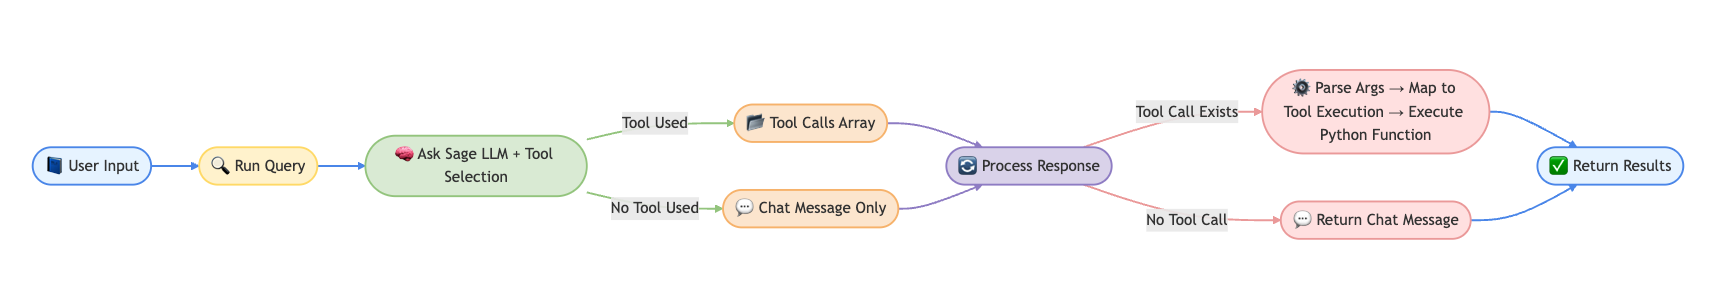 📘 User Input
🔍 Run Query
🧠 Ask Sage LLM + Tool
Selection
Tool Used
No Tool Used
📂 Tool Calls Array
💬 Chat Message Only
🔄 Process Response
Tool Call Exists
No Tool Call
⚙️ Parse Args → Map to
Tool Execution → Execute
Python Function
💬 Return Chat Message
✅ Return Results